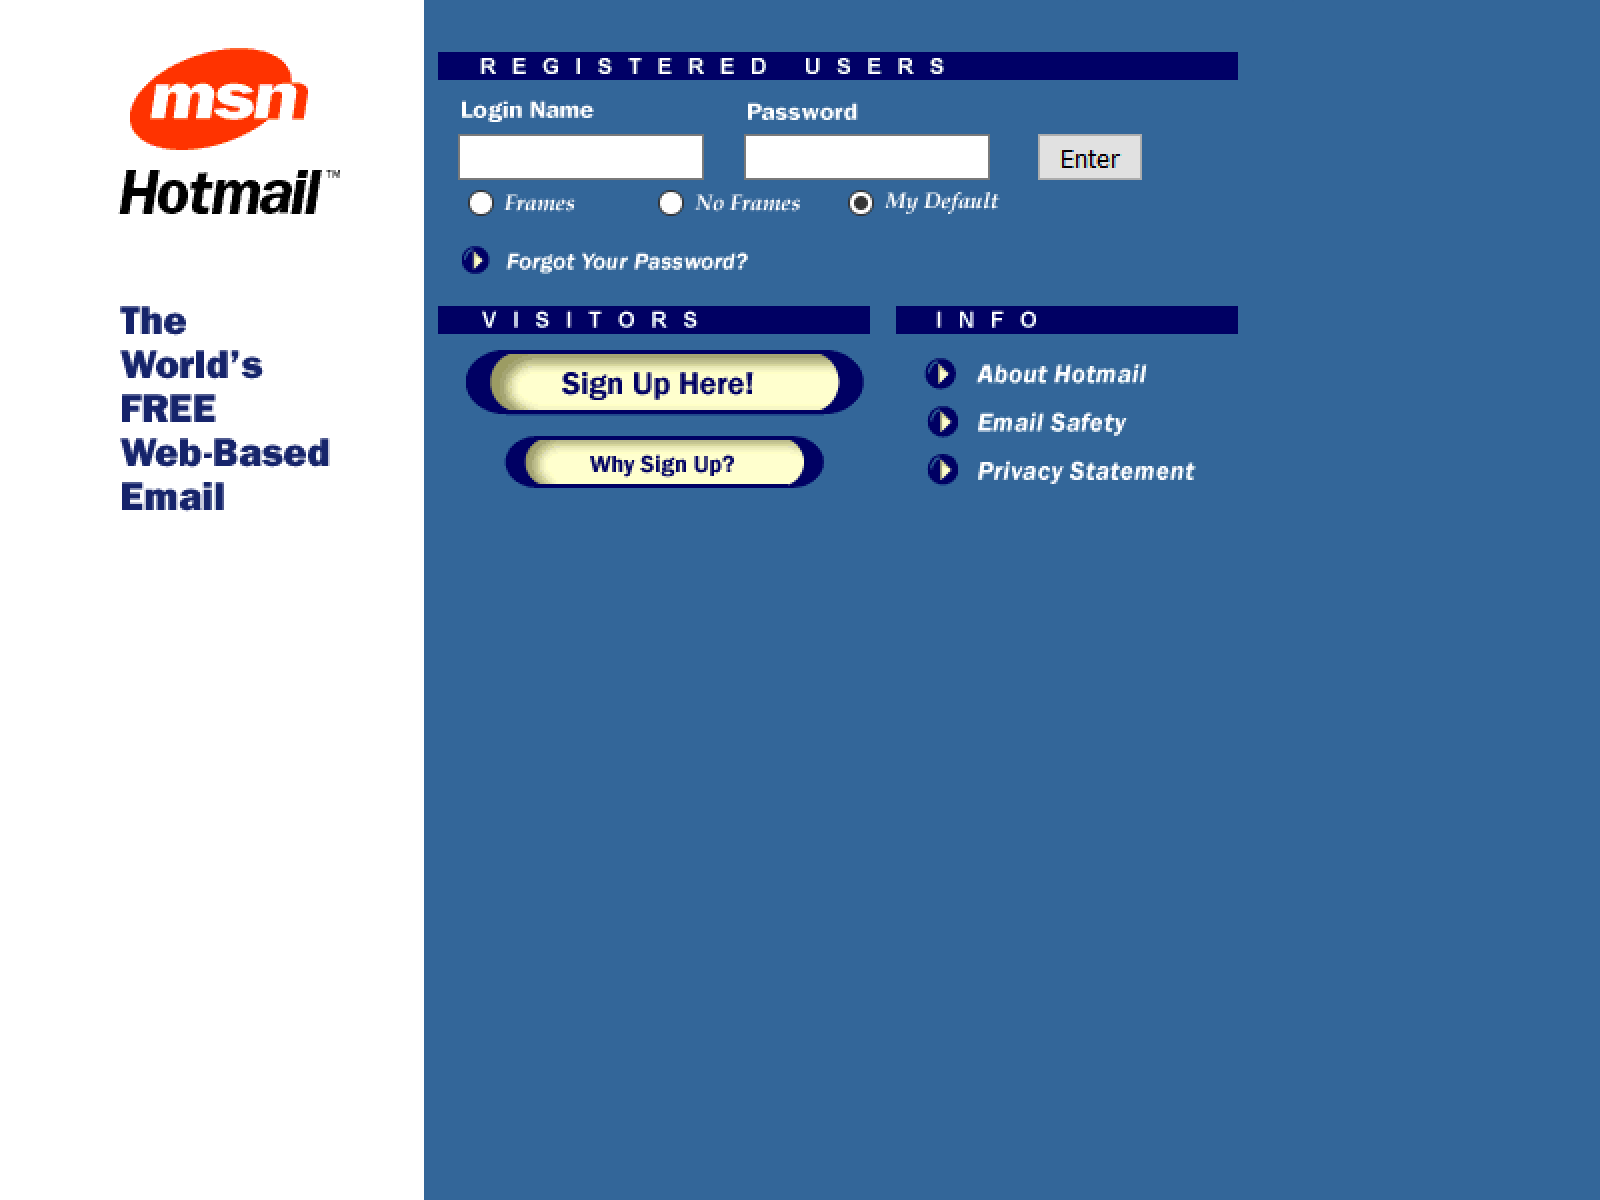 msn
Hotmail™
The
World's
FREE
Web-Based
Email
REGISTERED USERS
Login Name Password
Enter
Frames No Frames My Default
Forgot Your Password?
VISITORS
Sign Up Here!
Why Sign Up?
INFO
About Hotmail
Email Safety
Privacy Statement